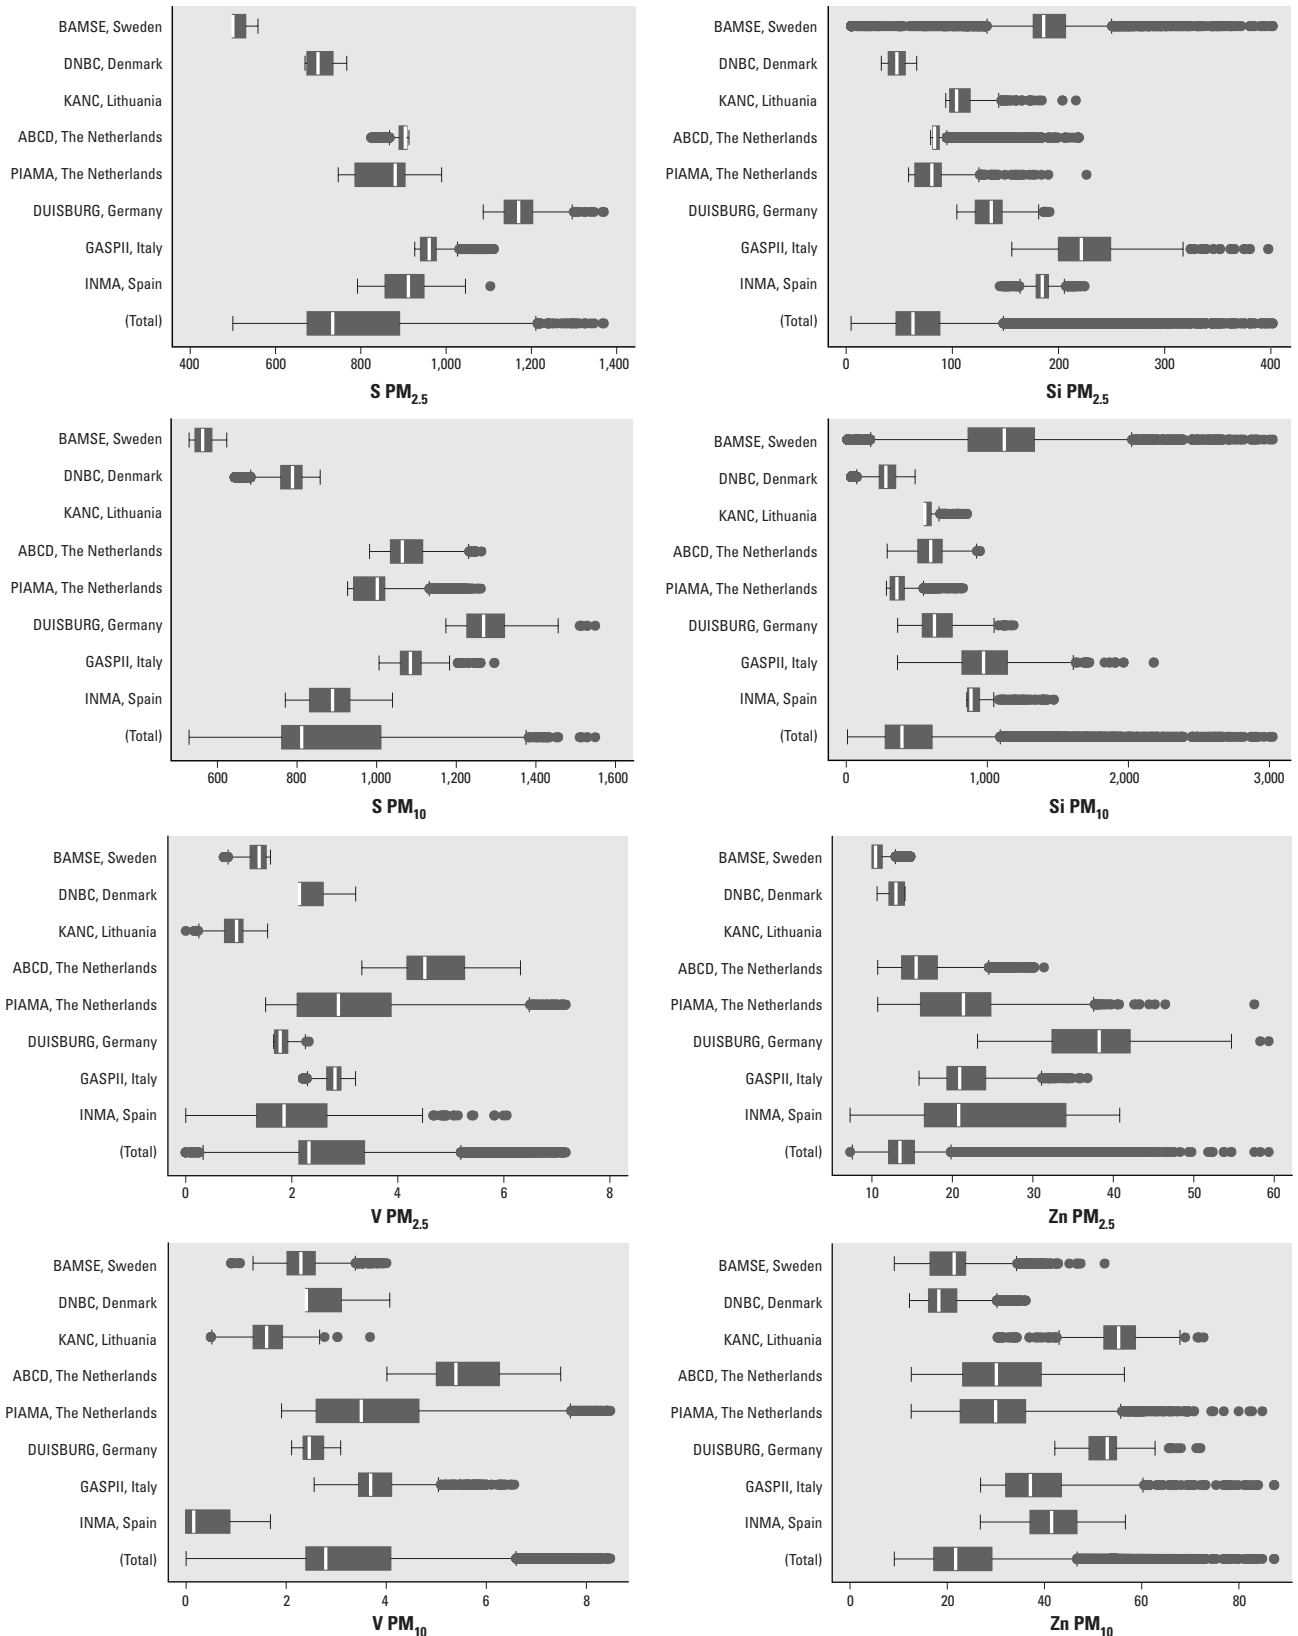 BAMSE, Sweden
DNBC, Denmark
KANC, Lithuania
ABCD, The Netherlands
PIAMA, The Netherlands
DUISBURG, Germany
GASPII, Italy
INMA, Spain
(Total)
400 600 800 1,000 1,200 1,400
S PM2.5
BAMSE, Sweden
DNBC, Denmark
KANC, Lithuania
ABCD, The Netherlands
PIAMA, The Netherlands
DUISBURG, Germany
GASPII, Italy
INMA, Spain
(Total)
0 100 200 300 400
Si PM2.5
BAMSE, Sweden
DNBC, Denmark
KANC, Lithuania
ABCD, The Netherlands
PIAMA, The Netherlands
DUISBURG, Germany
GASPII, Italy
INMA, Spain
(Total)
600 800 1,000 1,200 1,400 1,600
S PM10
BAMSE, Sweden
DNBC, Denmark
KANC, Lithuania
ABCD, The Netherlands
PIAMA, The Netherlands
DUISBURG, Germany
GASPII, Italy
INMA, Spain
(Total)
0 1,000 2,000 3,000
Si PM10
BAMSE, Sweden
DNBC, Denmark
KANC, Lithuania
ABCD, The Netherlands
PIAMA, The Netherlands
DUISBURG, Germany
GASPII, Italy
INMA, Spain
(Total)
0 2 4 6 8
V PM2.5
BAMSE, Sweden
DNBC, Denmark
KANC, Lithuania
ABCD, The Netherlands
PIAMA, The Netherlands
DUISBURG, Germany
GASPII, Italy
INMA, Spain
(Total)
10 20 30 40 50 60
Zn PM2.5
BAMSE, Sweden
DNBC, Denmark
KANC, Lithuania
ABCD, The Netherlands
PIAMA, The Netherlands
DUISBURG, Germany
GASPII, Italy
INMA, Spain
(Total)
0 2 4 6 8
V PM10
BAMSE, Sweden
DNBC, Denmark
KANC, Lithuania
ABCD, The Netherlands
PIAMA, The Netherlands
DUISBURG, Germany
GASPII, Italy
INMA, Spain
(Total)
0 20 40 60 80
Zn PM10